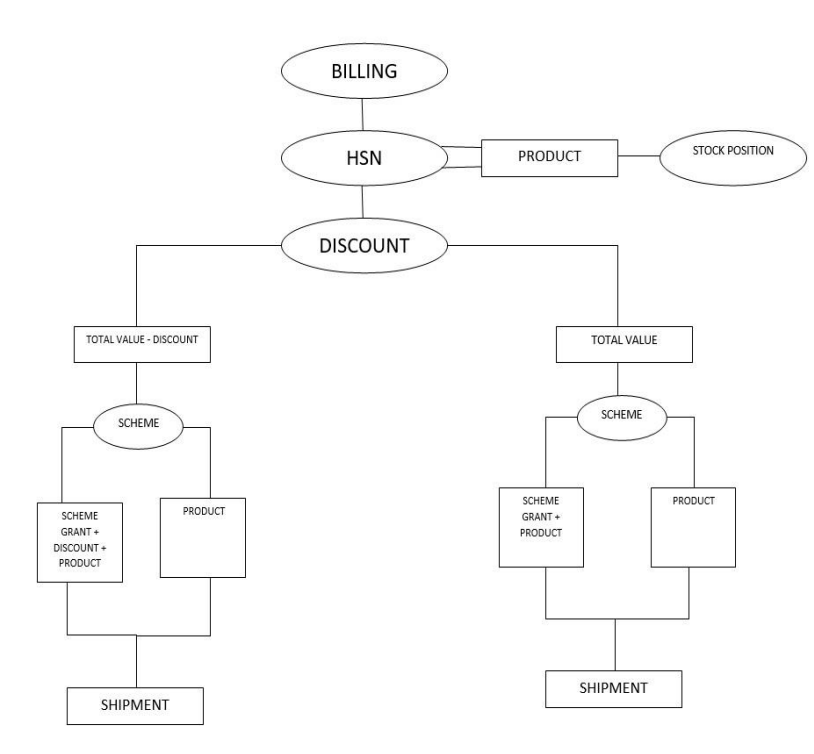 BILLING
HSN
PRODUCT
STOCK POSITION
DISCOUNT
TOTAL VALUE - DISCOUNT
TOTAL VALUE
SCHEME
SCHEME
SCHEME
GRANT +
DISCOUNT +
PRODUCT
PRODUCT
SCHEME
GRANT +
PRODUCT
PRODUCT
SHIPMENT
SHIPMENT